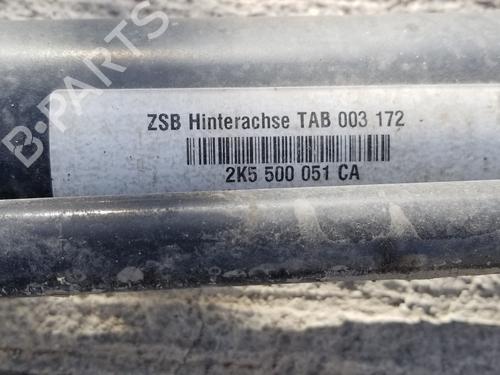 B-PARTS
ZSB Hinterachse TAB 003 172
2K5 500 051 CA